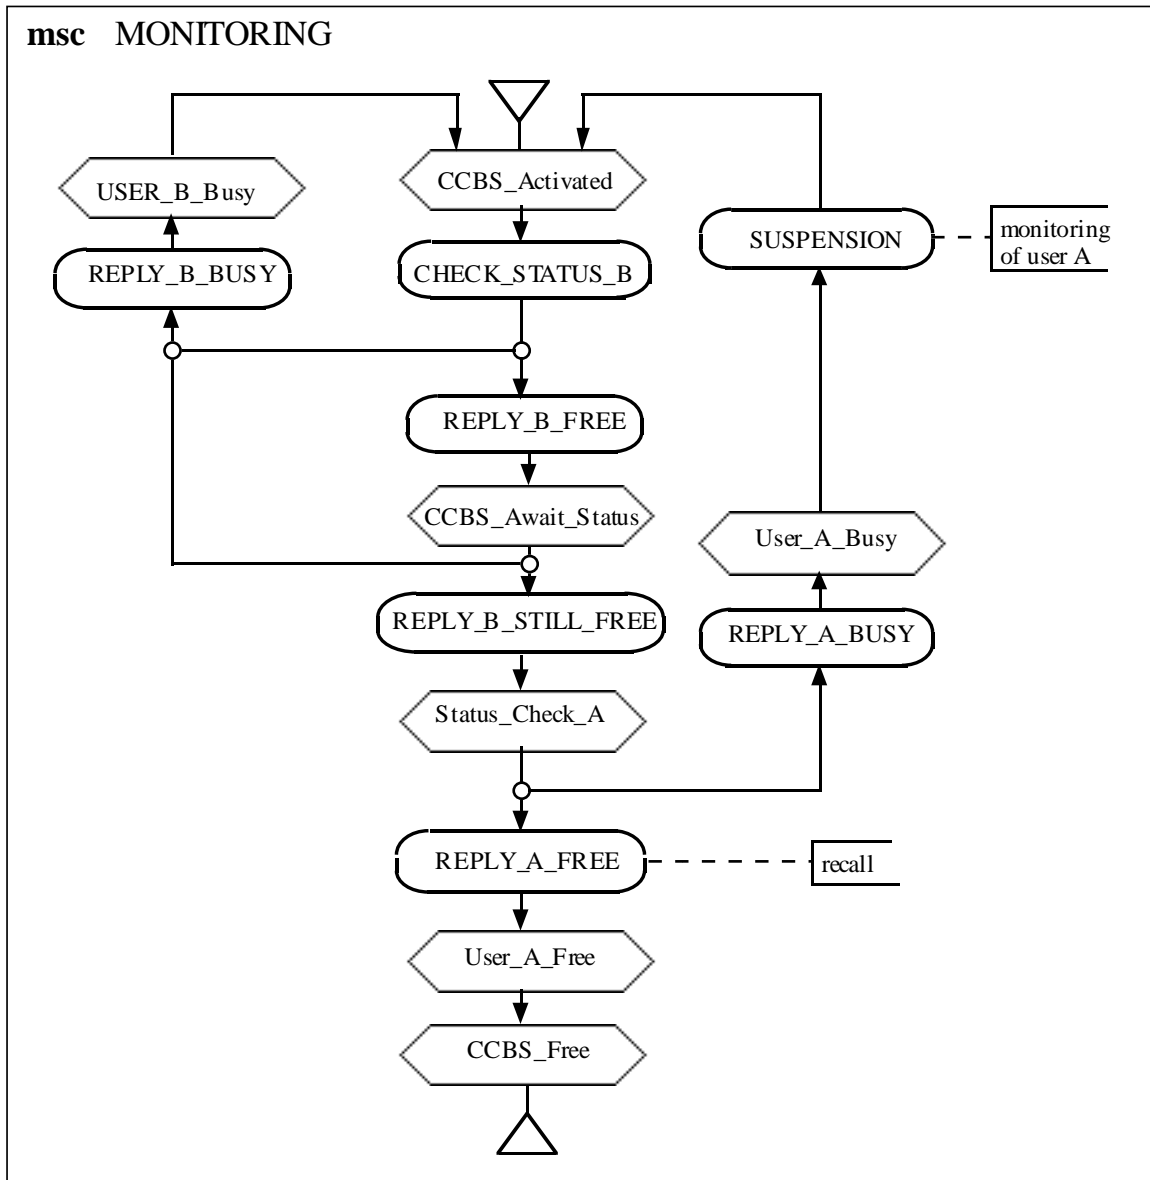 msc MONITORING
USER_B_Busy
CCBS_Activated
SUSPENSION
monitoring
of user A
REPLY_B_BUSY
CHECK_STATUS_B
REPLY_B_FREE
CCBS_Await_Status
User_A_Busy
REPLY_B_STILL_FREE
REPLY_A_BUSY
Status_Check_A
REPLY_A_FREE
recall
User_A_Free
CCBS_Free